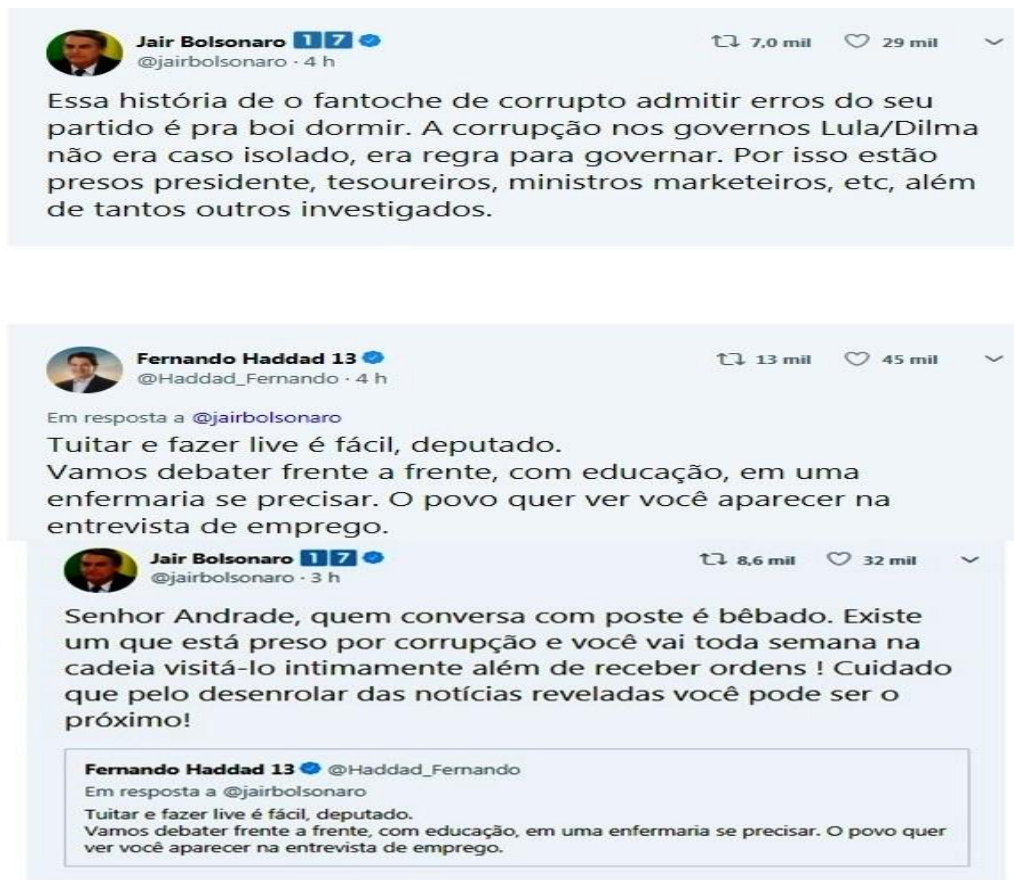 Jair Bolsonaro 1 7
7,0 mil 29 mil
@jairbolsonaro · 4 h
Essa história de o fantoche de corrupto admitir erros do seu
partido é pra boi dormir. A corrupção nos governos Lula/Dilma
não era caso isolado, era regra para governar. Por isso estão
presos presidente, tesoureiros, ministros marketeiros, etc, além
de tantos outros investigados.
Fernando Haddad 13
13 mil 45 mil
@Haddad_Fernando · 4 h
Em resposta a @jairbolsonaro
Tuitar e fazer live é fácil, deputado.
Vamos debater frente a frente, com educação, em uma
enfermaria se precisar. O povo quer ver você aparecer na
entrevista de emprego.
Jair Bolsonaro 1 7
8,6 mil 32 mil
@jairbolsonaro · 3 h
Senhor Andrade, quem conversa com poste é bêbado. Existe
um que está preso por corrupção e você vai toda semana na
cadeia visitá-lo intimamente além de receber ordens ! Cuidado
que pelo desenrolar das notícias reveladas você pode ser o
próximo!
Fernando Haddad 13 @Haddad_Fernando
Em resposta a @jairbolsonaro
Tuitar e fazer live é fácil, deputado.
Vamos debater frente a frente, com educação, em uma enfermaria se precisar. O povo quer
ver você aparecer na entrevista de emprego.